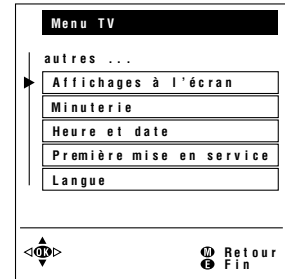 Menu TV
autres ...
Affichages à l'écran
Minuterie
Heure et date
Première mise en service
Langue
OK
M Retour
E Fin